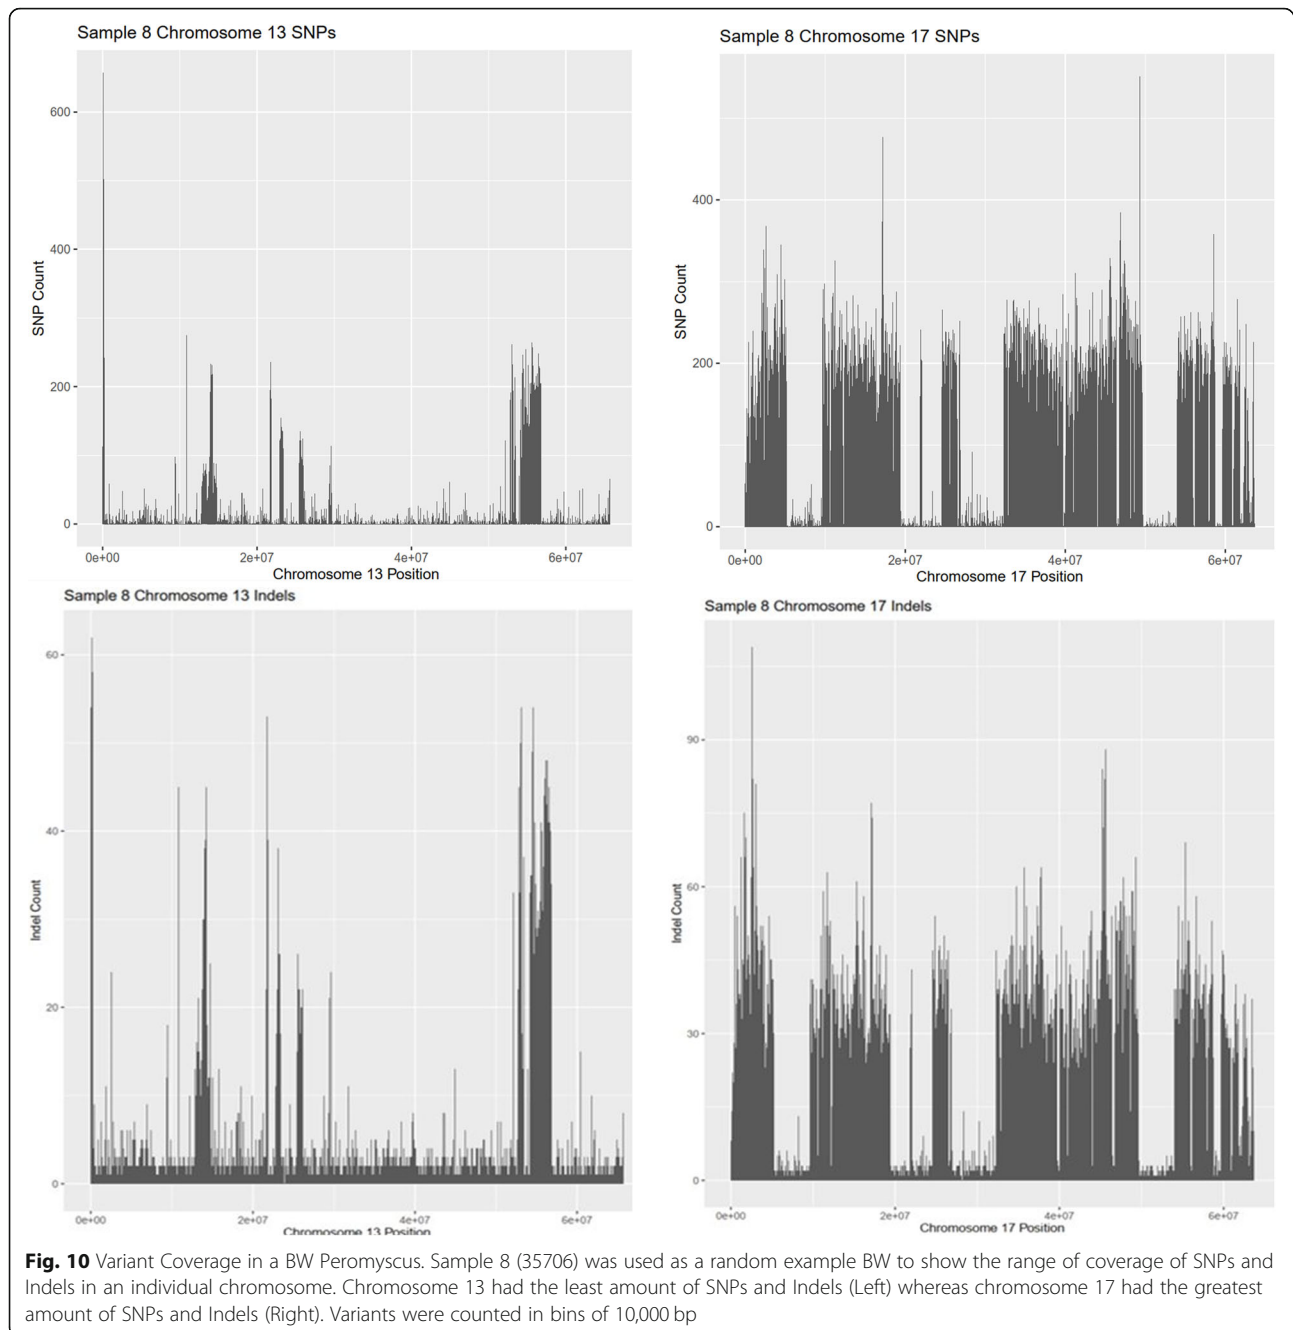 Sample 8 Chromosome 13 SNPs
600
400
200
0
SNP Count
0e+00 2e+07 4e+07 6e+07
Chromosome 13 Position
Sample 8 Chromosome 17 SNPs
400
200
0
SNP Count
0e+00 2e+07 4e+07 6e+07
Chromosome 17 Position
Sample 8 Chromosome 13 Indels
60
40
20
0
Indel Count
0e+00 2e+07 4e+07 6e+07
Chromosome 13 Position
Sample 8 Chromosome 17 Indels
90
60
30
0
Indel Count
0e+00 2e+07 4e+07 6e+07
Chromosome 17 Position
Fig. 10 Variant Coverage in a BW Peromyscus. Sample 8 (35706) was used as a random example BW to show the range of coverage of SNPs and
Indels in an individual chromosome. Chromosome 13 had the least amount of SNPs and Indels (Left) whereas chromosome 17 had the greatest
amount of SNPs and Indels (Right). Variants were counted in bins of 10,000 bp